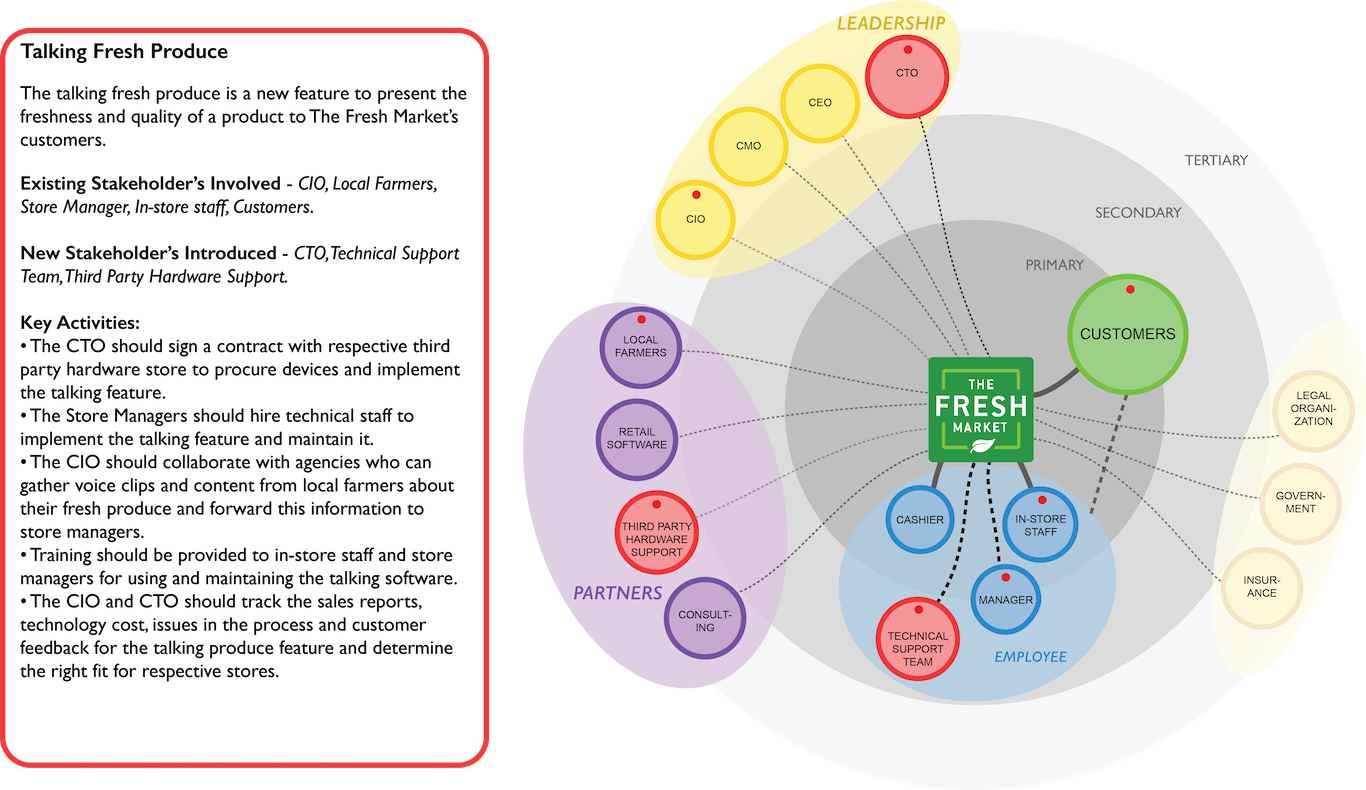 Talking Fresh Produce
The talking fresh produce is a new feature to present the
freshness and quality of a product to The Fresh Market's
customers.
Existing Stakeholder's Involved - CIO, Local Farmers,
Store Manager, In-store staff, Customers.
New Stakeholder's Introduced - CTO, Technical Support
Team, Third Party Hardware Support.
Key Activities:
• The CTO should sign a contract with respective third
party hardware store to procure devices and implement
the talking feature.
• The Store Managers should hire technical staff to
implement the talking feature and maintain it.
• The CIO should collaborate with agencies who can
gather voice clips and content from local farmers about
their fresh produce and forward this information to
store managers.
• Training should be provided to in-store staff and store
managers for using and maintaining the talking software.
• The CIO and CTO should track the sales reports,
technology cost, issues in the process and customer
feedback for the talking produce feature and determine
the right fit for respective stores.
LEADERSHIP
CTO
CEO
CMO
CIO
TERTIARY
SECONDARY
PRIMARY
CUSTOMERS
LOCAL
FARMERS
RETAIL
SOFTWARE
THIRD PARTY
HARDWARE
SUPPORT
PARTNERS
CONSULT-
ING
THE
FRESH
MARKET
CASHIER
IN-STORE
STAFF
MANAGER
TECHNICAL
SUPPORT
TEAM
EMPLOYEE
LEGAL
ORGANI-
ZATION
GOVERN-
MENT
INSUR-
ANCE